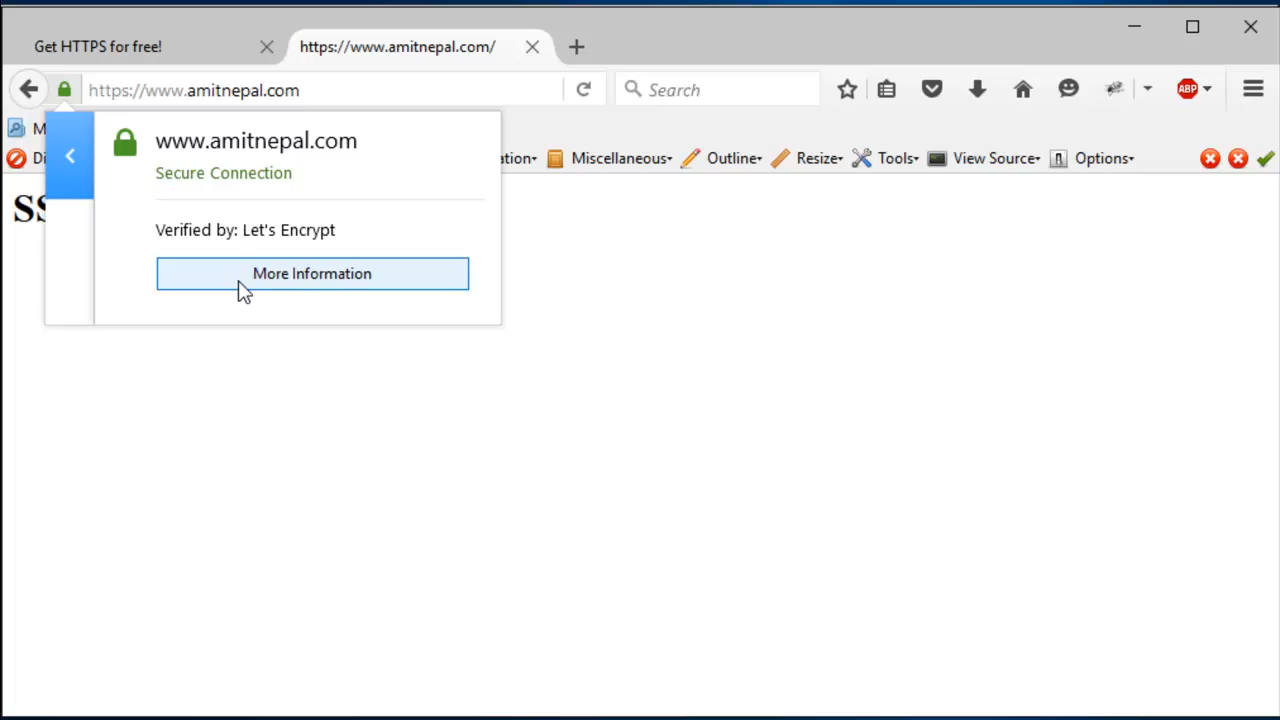 Get HTTPS for free!
https://www.amitnepal.com/
https://www.amitnepal.com
Search
ABP
www.amitnepal.com
Secure Connection
Verified by: Let's Encrypt
More Information
Miscellaneous
Outline
Resize
Tools
View Source
Options